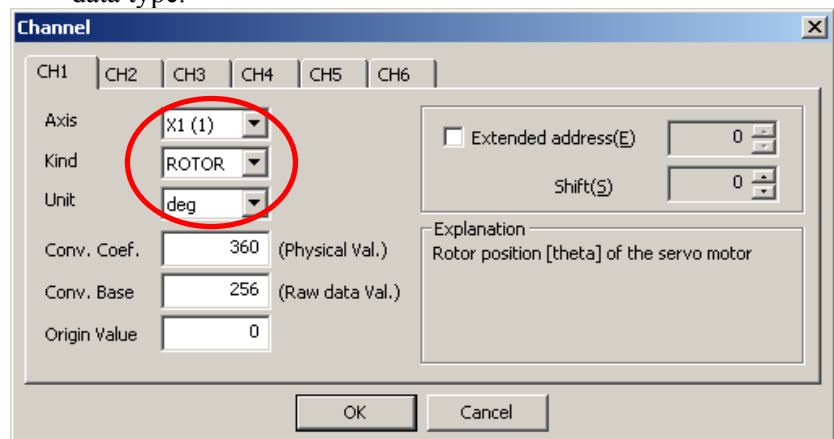 data type.
Channel
CH1 CH2 CH3 CH4 CH5 CH6
Axis X1 (1)
Kind ROTOR
Unit deg
Conv. Coef. 360 (Physical Val.)
Conv. Base 256 (Raw data Val.)
Origin Value 0
Extended address(E) 0
Shift(S) 0
Explanation
Rotor position [theta] of the servo motor
OK Cancel